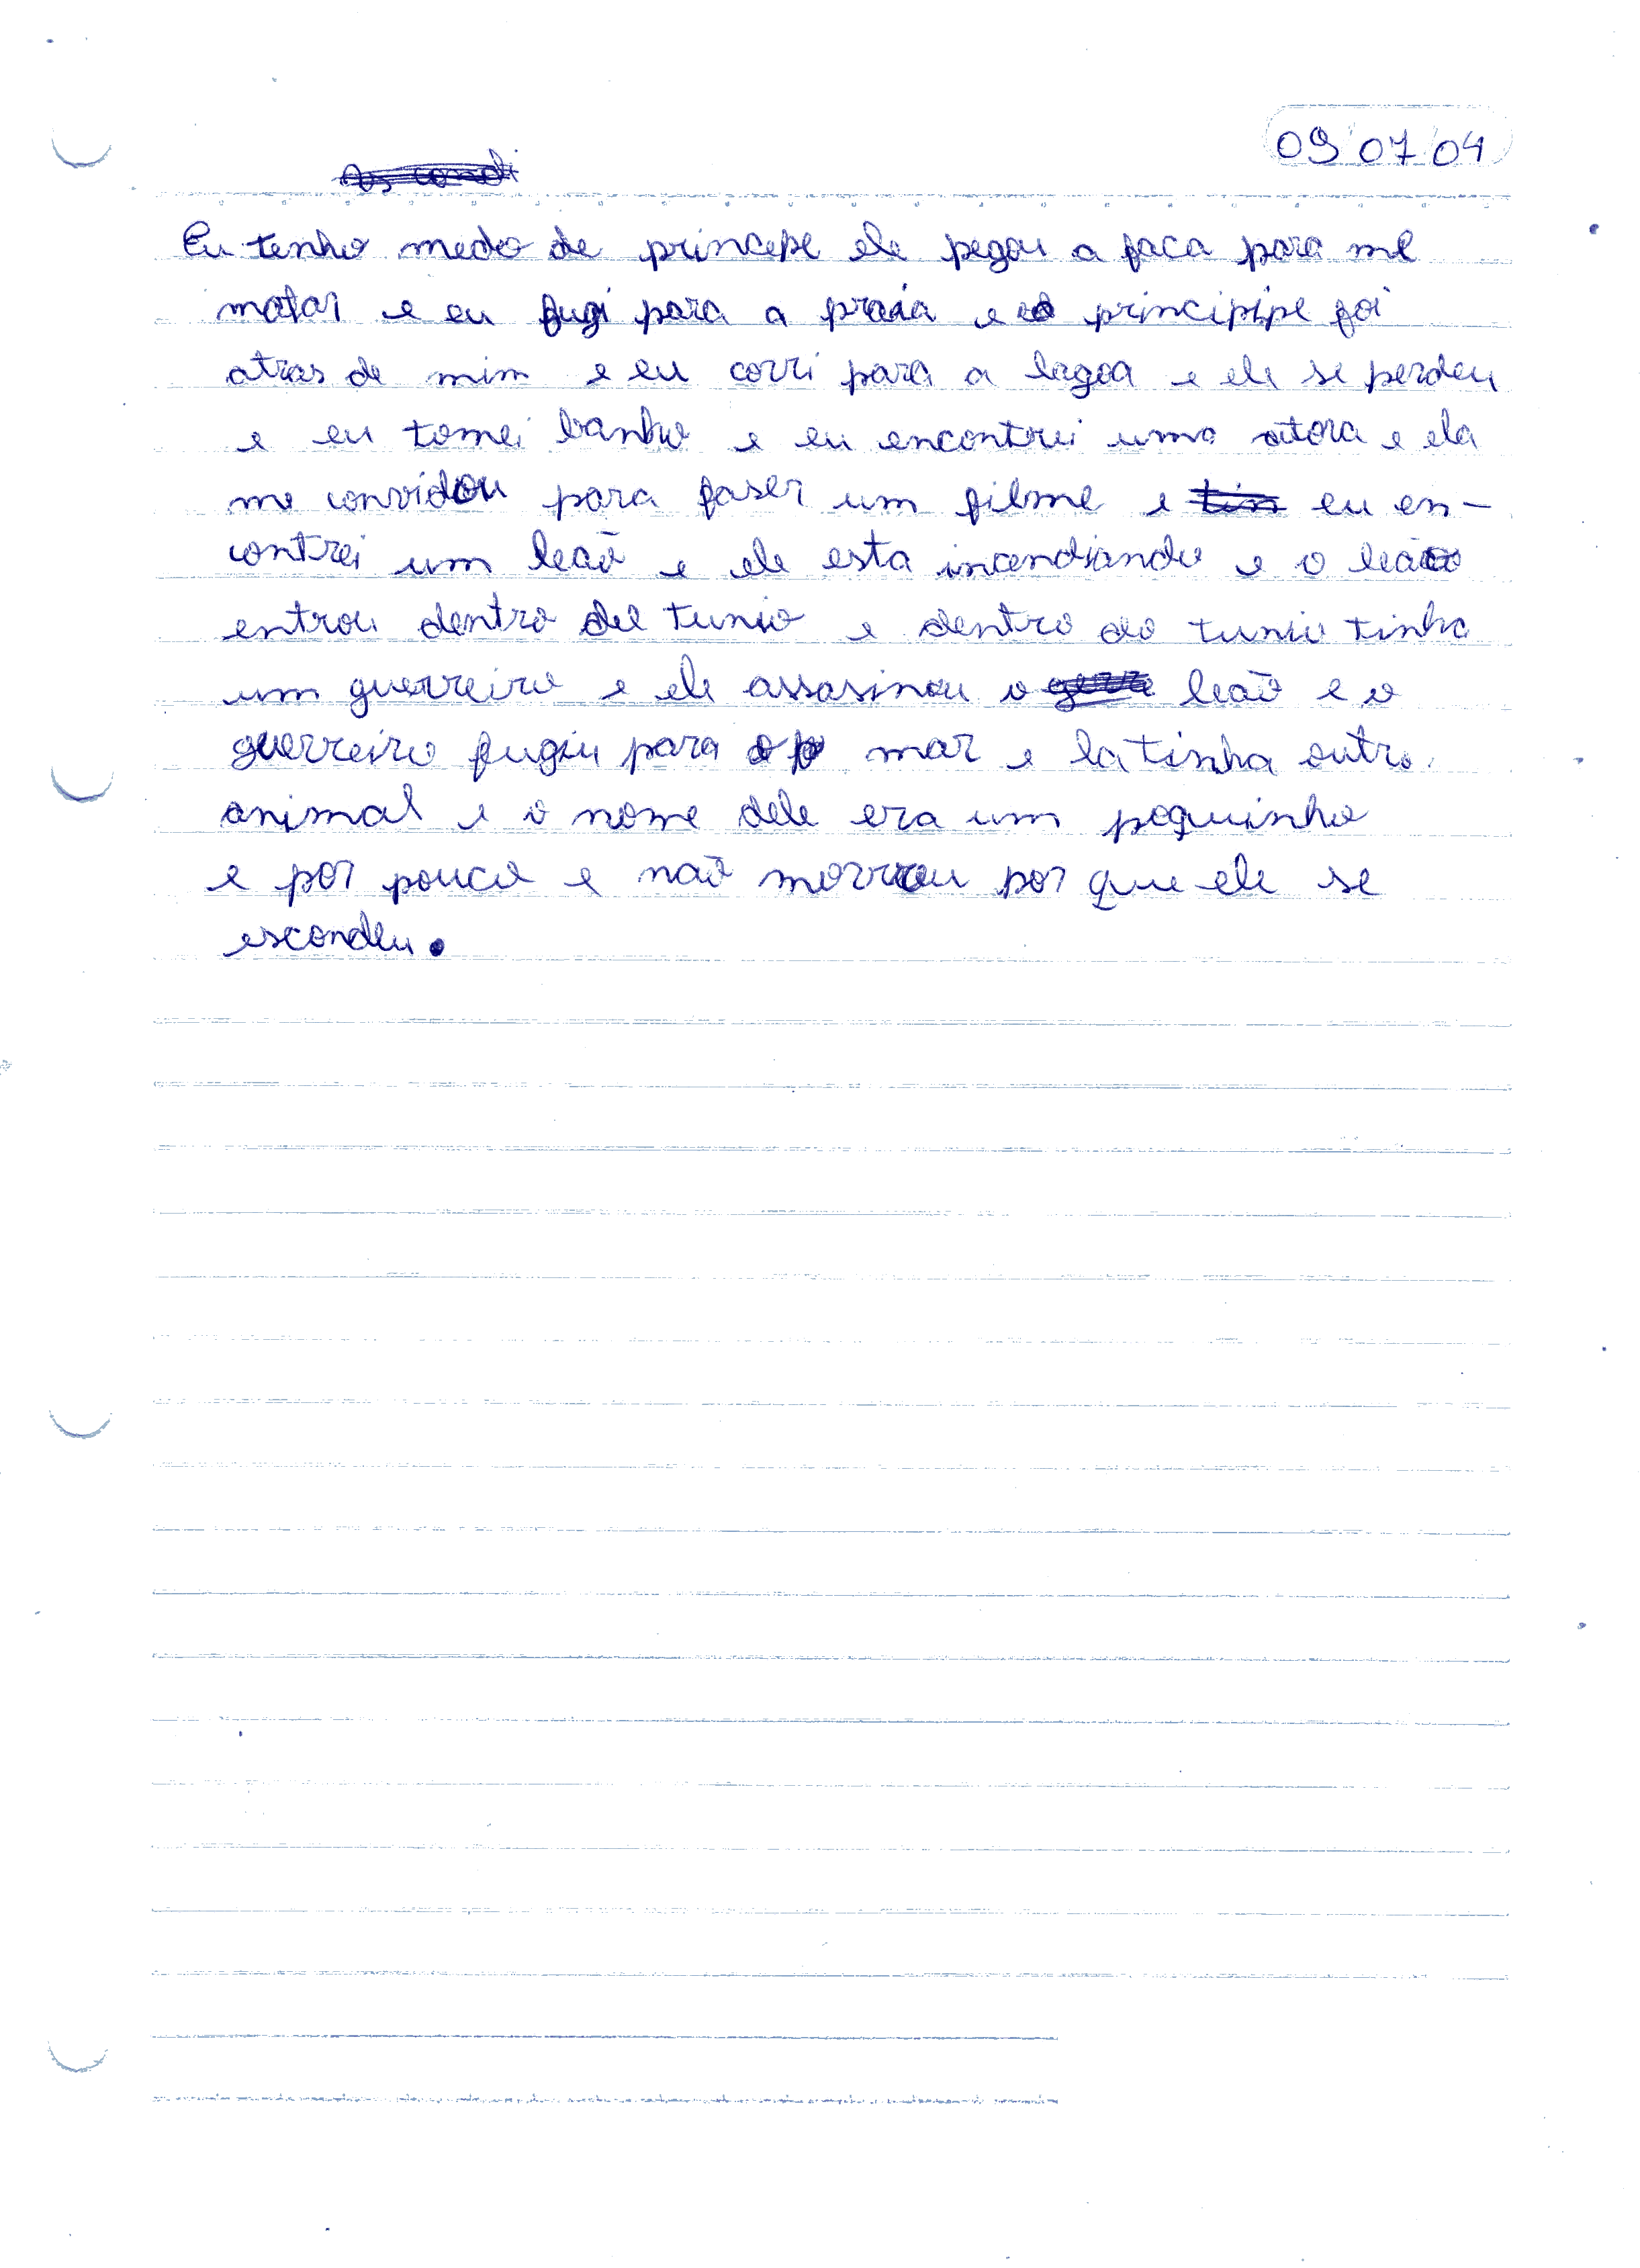 09 07 04
Eu tenho medo de princepe ele pegou a faca para me
matar e eu fugi para a praia e o principipe foi
atras de mim e eu corri para a lagoa e ele se perdeu
e eu tomei banho e eu encontrei uma atora e ela
me convidou para faser um filme e eu en-
contrei um leão e ele esta incendiando e o leão
entrou dentro del tunio e dentro do tunio tinha
um guerreiro e ele assasinou o leão e o
guerreiro fugiu para o mar e la tinha outro
animal e o nome dele era um poquinho
e por pouco e não morreu por que ele se
escondeu.